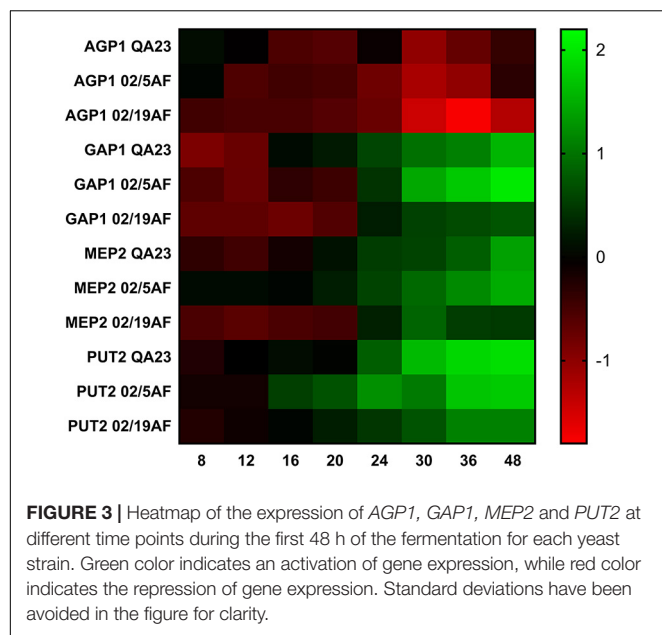 AGP1 QA23
AGP1 02/5AF
AGP1 02/19AF
GAP1 QA23
GAP1 02/5AF
GAP1 02/19AF
MEP2 QA23
MEP2 02/5AF
MEP2 02/19AF
PUT2 QA23
PUT2 02/5AF
PUT2 02/19AF
8 12 16 20 24 30 36 48
2
1
0
-1
FIGURE 3 | Heatmap of the expression of AGP1, GAP1, MEP2 and PUT2 at
different time points during the first 48 h of the fermentation for each yeast
strain. Green color indicates an activation of gene expression, while red color
indicates the repression of gene expression. Standard deviations have been
avoided in the figure for clarity.